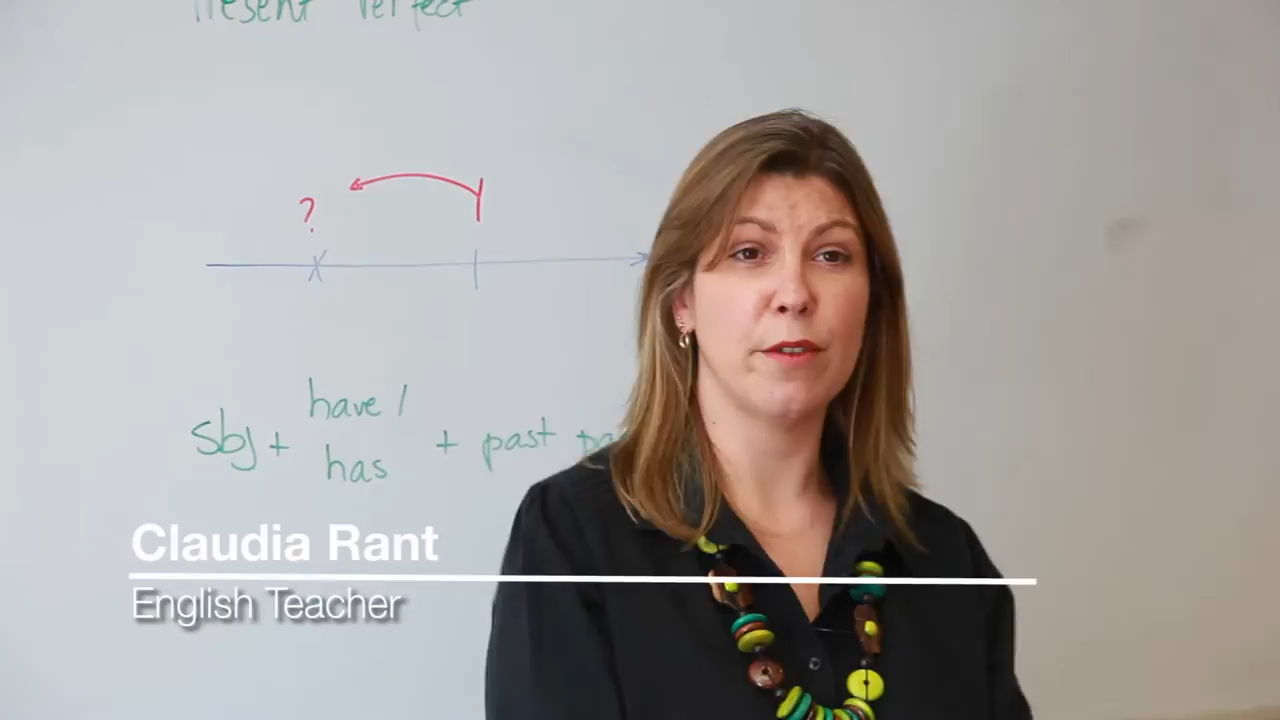 Present Perfect
?
have /
Sbj + has + past
Claudia Rant
English Teacher